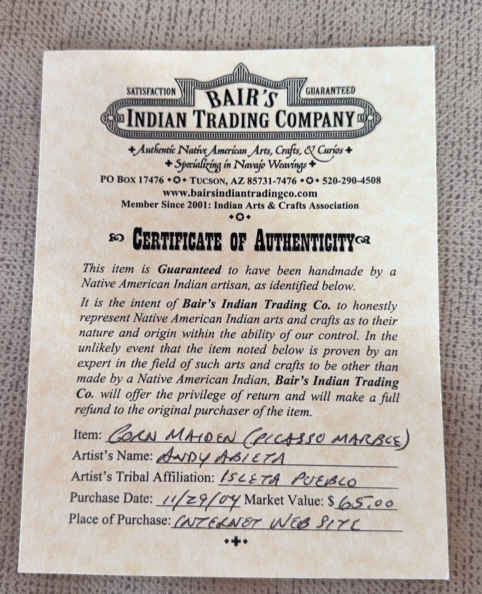 SATISFACTION GUARANTEED
BAIR'S
INDIAN TRADING COMPANY
Authentic Native American Arts, Crafts, & Curios
Specializing in Navajo Weavings
PO BOX 17476 • TUCSON, AZ 85731-7476 • 520-290-4508
www.bairsindiantradingco.com
Member Since 2001: Indian Arts & Crafts Association
CERTIFICATE OF AUTHENTICITY
This item is Guaranteed to have been handmade by a
Native American Indian artisan, as identified below.
It is the intent of Bair's Indian Trading Co. to honestly
represent Native American Indian arts and crafts as to their
nature and origin within the ability of our control. In the
unlikely event that the item noted below is proven by an
expert in the field of such arts and crafts to be other than
made by a Native American Indian, Bair's Indian Trading
Co. will offer the privilege of return and will make a full
refund to the original purchaser of the item.
Item: CORN MAIDEN (PICASSO MARBLE)
Artist's Name: ANDY ABIETA
Artist's Tribal Affiliation: ISLETA PUEBLO
Purchase Date: 11/29/04 Market Value: $ 65.00
Place of Purchase: INTERNET WEB SITE